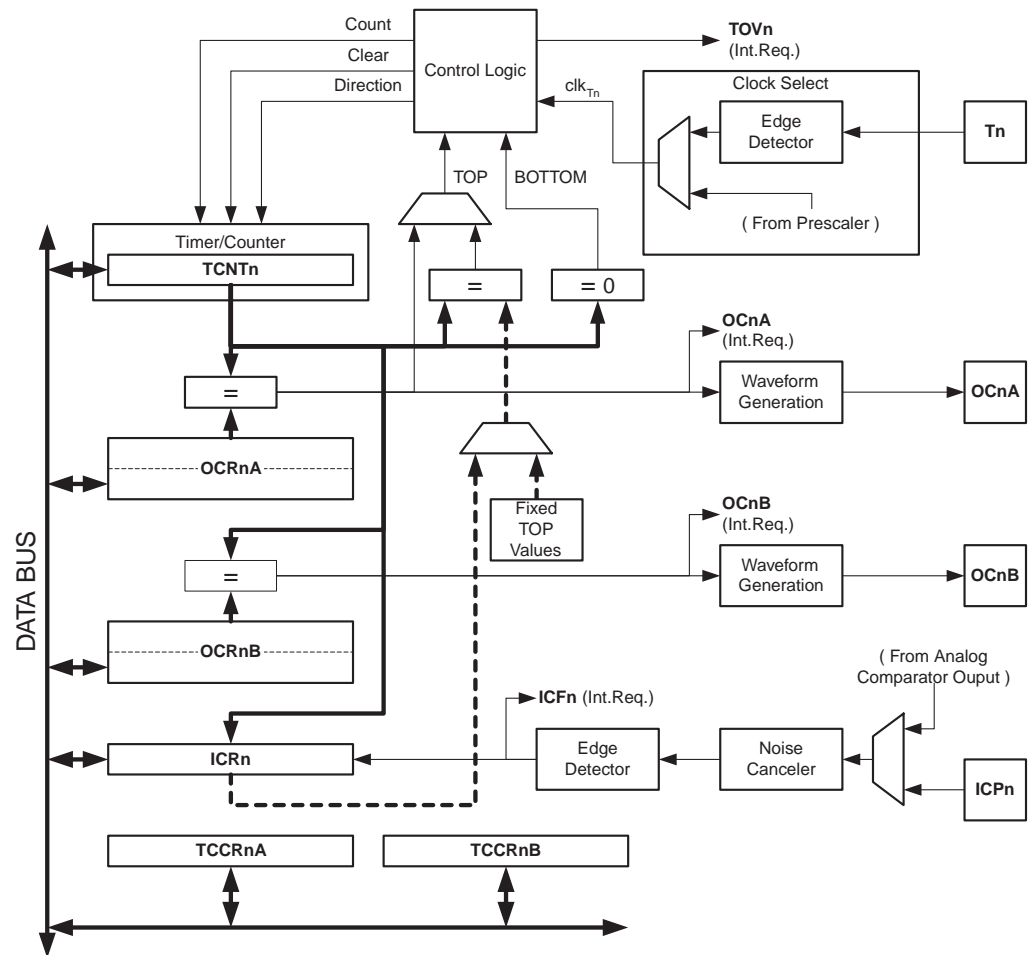 Count
Clear
Direction
Control Logic
TOVn
(Int.Req.)
clkTn
Clock Select
Edge
Detector
Tn
( From Prescaler )
TOP
BOTTOM
Timer/Counter
TCNTn
=
= 0
OCnA
(Int.Req.)
=
Waveform
Generation
OCnA
OCRnA
Fixed
TOP
Values
OCnB
(Int.Req.)
=
Waveform
Generation
OCnB
DATA BUS
OCRnB
( From Analog
Comparator Ouput )
ICFn (Int.Req.)
ICRn
Edge
Detector
Noise
Canceler
ICPn
TCCRnA
TCCRnB